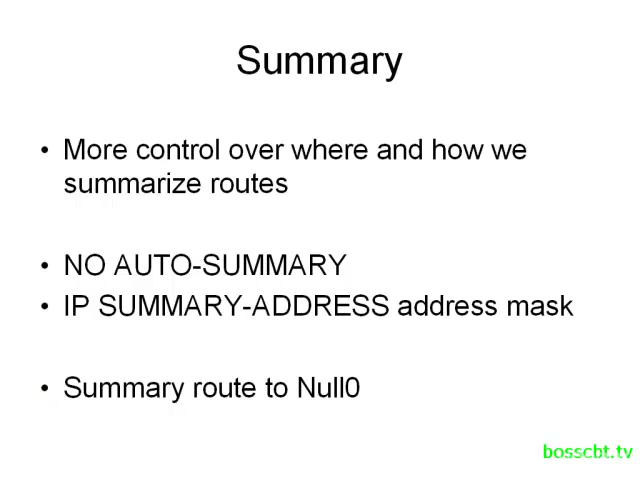 Summary
• More control over where and how we
summarize routes
• NO AUTO-SUMMARY
• IP SUMMARY-ADDRESS address mask
• Summary route to Null0
bosscbt.tv